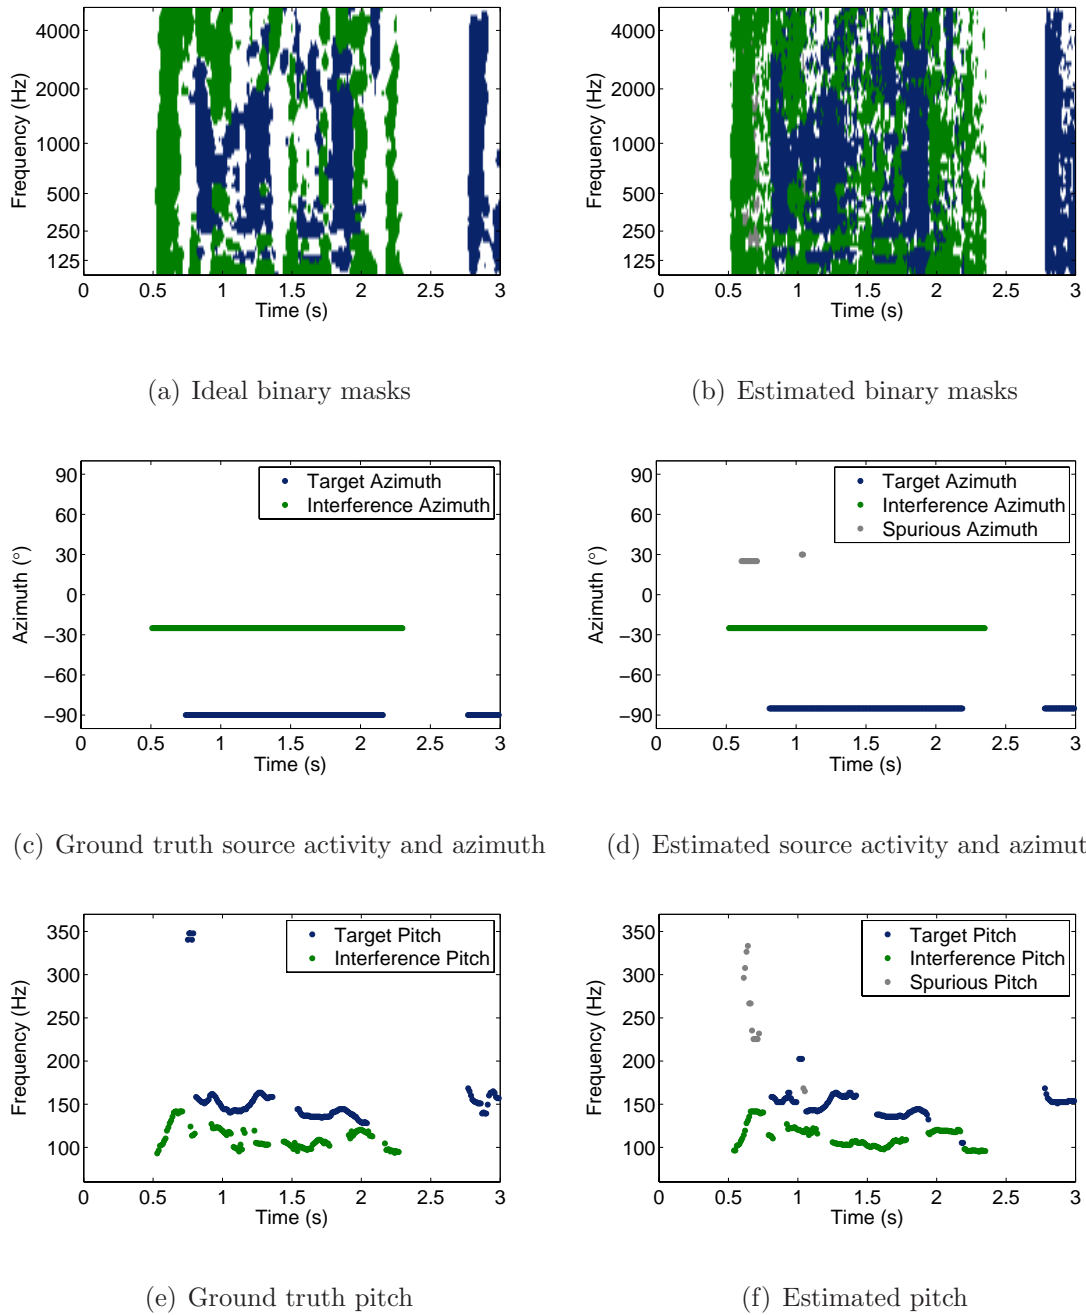 4000
2000
1000
500
250
125
Frequency (Hz)
0 0.5 1 1.5 2 2.5 3
Time (s)
4000
2000
1000
500
250
125
Frequency (Hz)
0 0.5 1 1.5 2 2.5 3
Time (s)
(a) Ideal binary masks
(b) Estimated binary masks
90
60
30
0
−30
−60
−90
Azimuth (°)
Target Azimuth
Interference Azimuth
0 0.5 1 1.5 2 2.5 3
Time (s)
90
60
30
0
−30
−60
−90
Azimuth (°)
Target Azimuth
Interference Azimuth
Spurious Azimuth
0 0.5 1 1.5 2 2.5 3
Time (s)
(c) Ground truth source activity and azimuth
(d) Estimated source activity and azimut
350
300
250
200
150
100
Frequency (Hz)
Target Pitch
Interference Pitch
0 0.5 1 1.5 2 2.5 3
Time (s)
350
300
250
200
150
100
Frequency (Hz)
Target Pitch
Interference Pitch
Spurious Pitch
0 0.5 1 1.5 2 2.5 3
Time (s)
(e) Ground truth pitch
(f) Estimated pitch